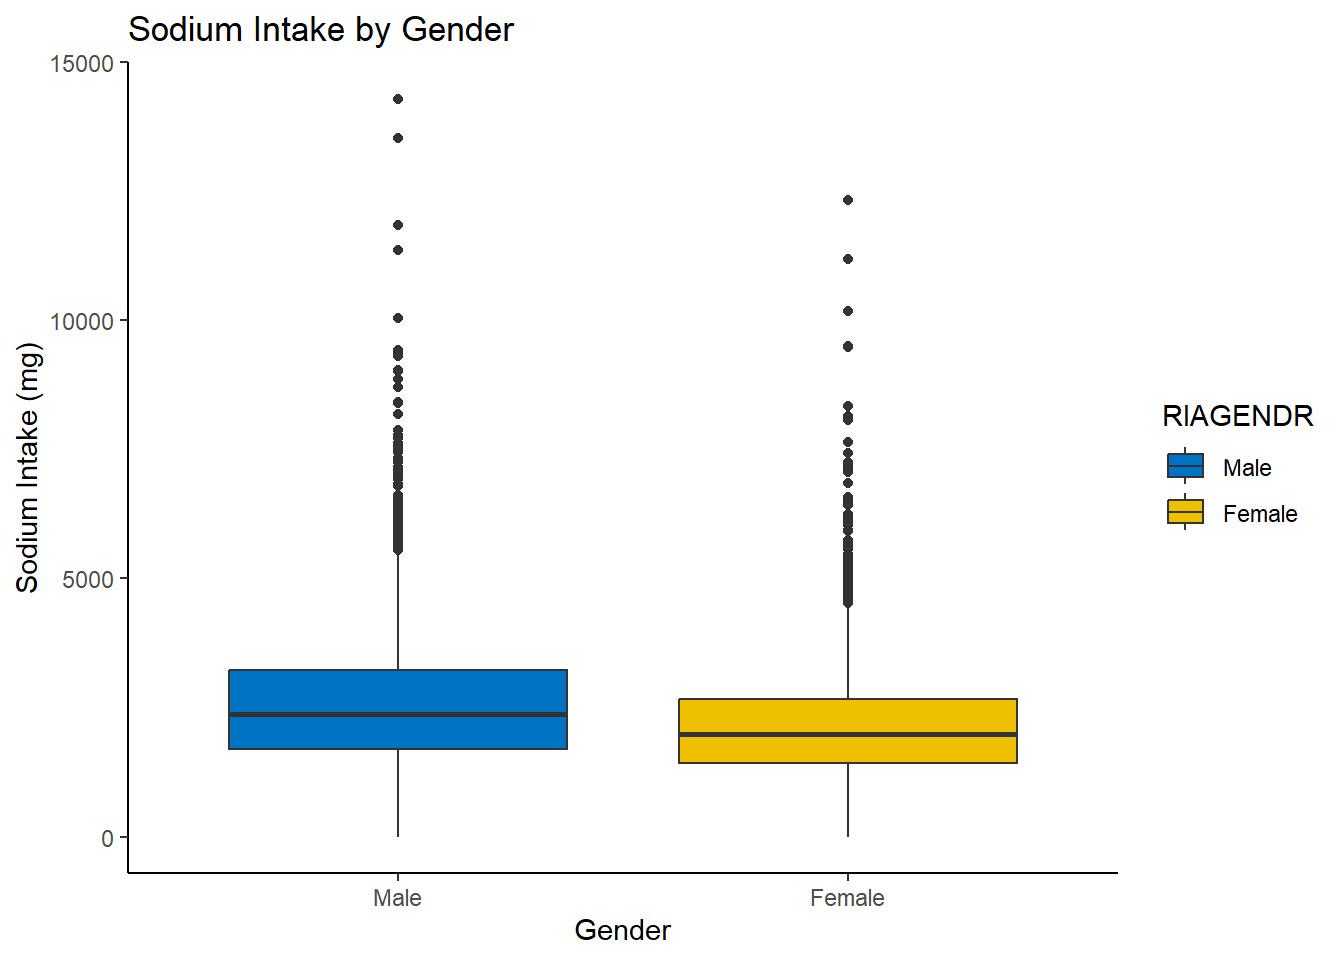 Sodium Intake by Gender
15000
10000
5000
0
Sodium Intake (mg)
Male
Female
Gender
RIAGENDR
Male
Female